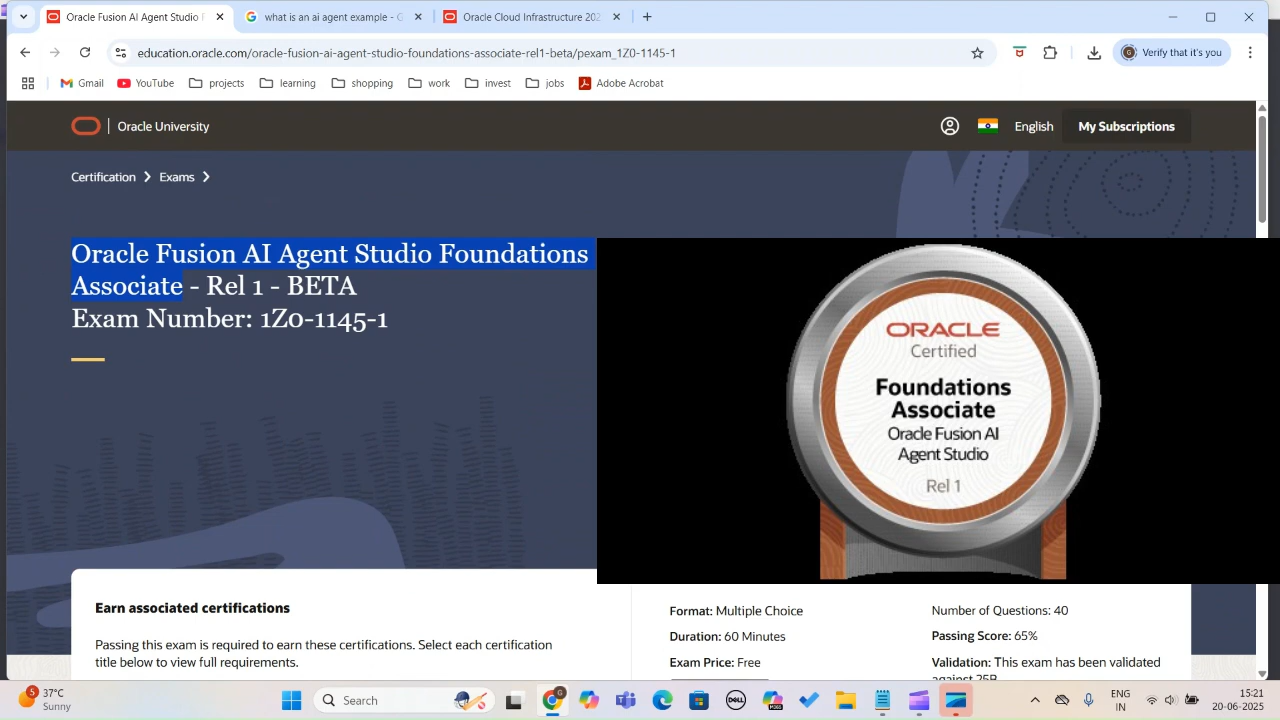 Oracle Fusion AI Agent Studio
what is an ai agent example - G
Oracle Cloud Infrastructure 202
education.oracle.com/oracle-fusion-ai-agent-studio-foundations-associate-rel1-beta/pexam_1Z0-1145-1
Verify that it's you
Gmail
YouTube
projects
learning
shopping
work
invest
jobs
Adobe Acrobat
Oracle University
English
My Subscriptions
Certification
Exams
Oracle Fusion AI Agent Studio Foundations
Associate - Rel 1 - BETA
Exam Number: 1Z0-1145-1
ORACLE
Certified
Foundations
Associate
Oracle Fusion AI
Agent Studio
Rel 1
Earn associated certifications
Passing this exam is required to earn these certifications. Select each certification
title below to view full requirements.
Format: Multiple Choice
Duration: 60 Minutes
Exam Price: Free
Number of Questions: 40
Passing Score: 65%
Validation: This exam has been validated
against 25B
5
37°C
Sunny
Search
DELL
M365
ENG
IN
15:21
20-06-2025